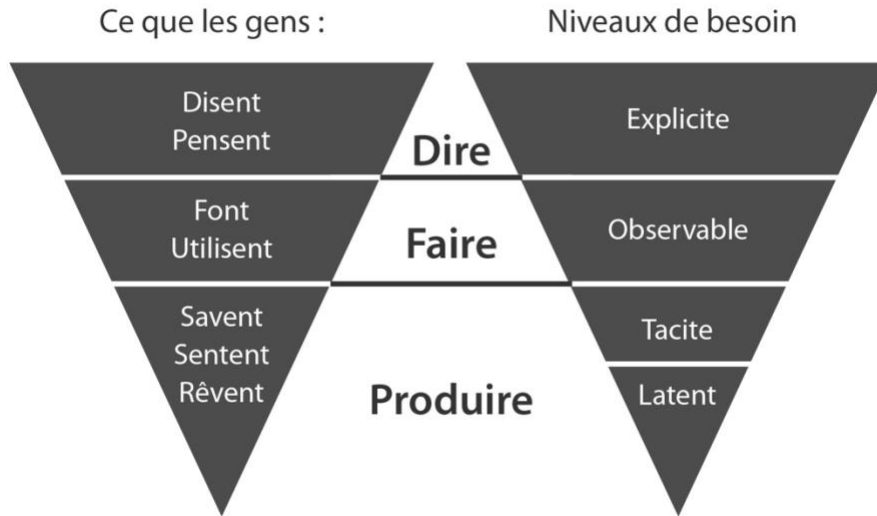 Ce que les gens :
Niveaux de besoin
Disent
Pensent
Dire
Explicite
Font
Utilisent
Faire
Observable
Savent
Sentent
Rêvent
Produire
Tacite
Latent